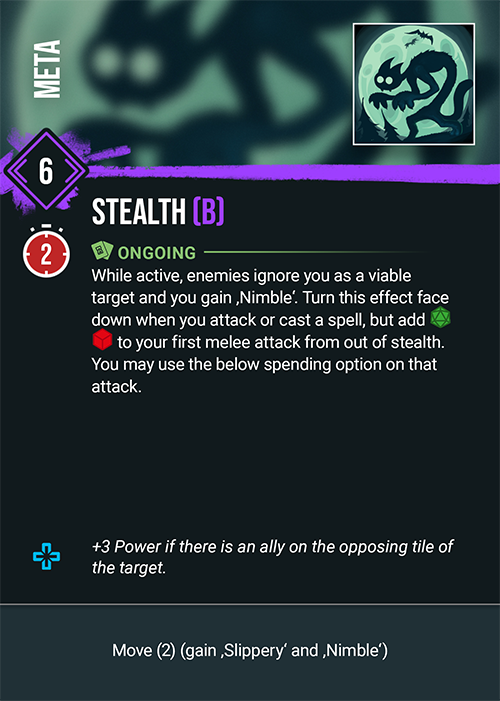 META
6
STEALTH (B)
2
ONGOING
While active, enemies ignore you as a viable
target and you gain ‚Nimble‘. Turn this effect face
down when you attack or cast a spell, but add
to your first melee attack from out of stealth.
You may use the below spending option on that
attack.
+3 Power if there is an ally on the opposing tile of
the target.
Move (2) (gain ‚Slippery‘ and ‚Nimble‘)